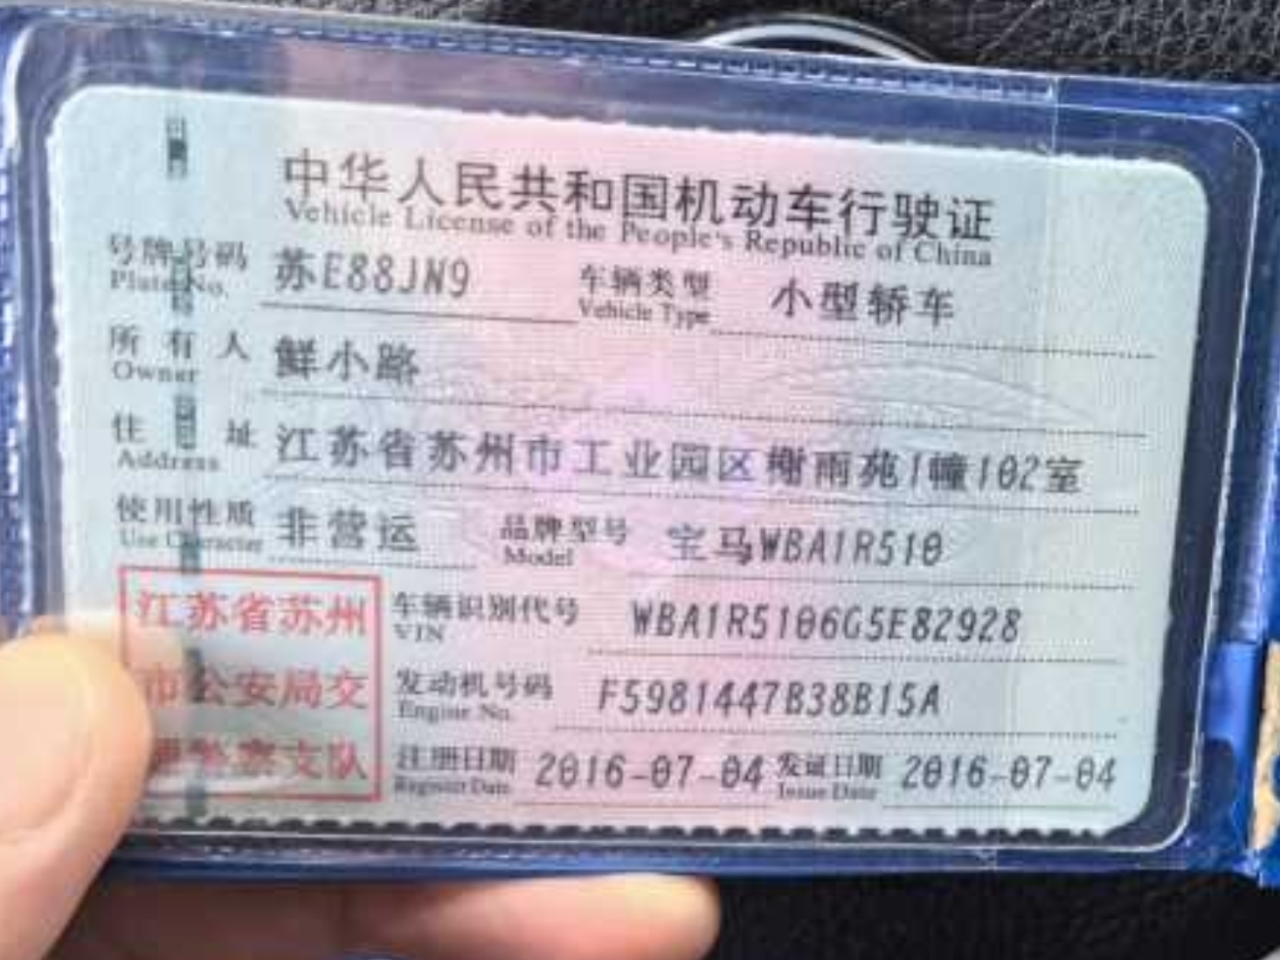 中华人民共和国机动车行驶证
Vehicle License of the People's Republic of China
号牌号码 苏E88JN9 车辆类型 小型轿车
Plate No. Vehicle Type
所有人 鲜小路
Owner
住址 江苏省苏州市工业园区榭雨苑1幢102室
Address
使用性质 非营运 品牌型号 宝马WBA1R510
Use Character Model
江苏省苏州
市公安局交
通警察支队
车辆识别代号 WBA1R5106G5E82928
VIN
发动机号码 F5981447B38B15A
Engine No.
注册日期 2016-07-04 发证日期 2016-07-04
Register Date Issue Date